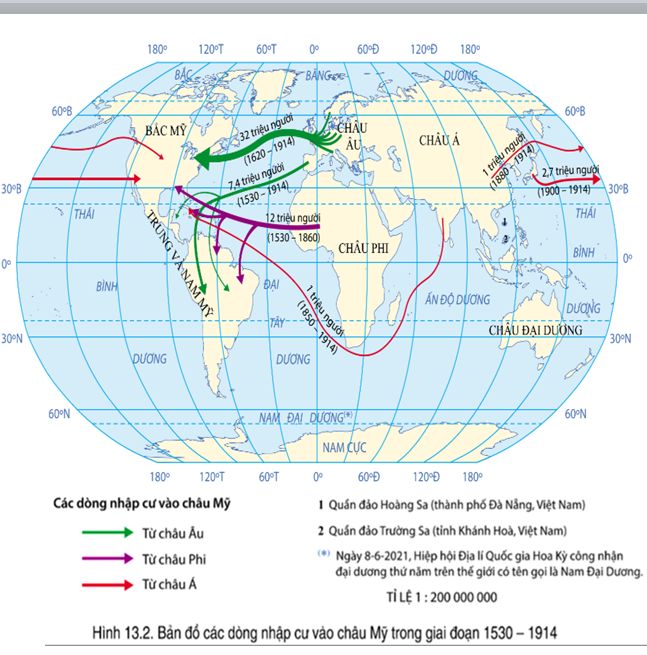 180° 120°T 60°T 0° 60°Đ 120°Đ 180°
BẮC BĂNG DƯƠNG
60°B 60°B
BẮC MỸ
32 triệu người
(1620 – 1914)
CHÂU
ÂU
CHÂU Á
1 triệu người
(1880 – 1914)
7,4 triệu người
(1530 – 1914)
2,7 triệu người
(1900 – 1914)
30°B 30°B
THÁI THÁI
12 triệu người
(1530 – 1860)
TRUNG VÀ NAM MỸ
CHÂU PHI
1
2
BÌNH
0° 0°
BÌNH
ĐẠI
ẤN ĐỘ DƯƠNG
DƯƠNG
1 triệu người
(1850 – 1914)
TÂY
CHÂU ĐẠI DƯƠNG
30°N 30°N
DƯƠNG DƯƠNG
60°N 60°N
NAM ĐẠI DƯƠNG(*)
NAM CỰC
180° 120°T 60°T 0° 60°Đ 120°Đ 180°
Các dòng nhập cư vào châu Mỹ
Từ châu Âu
Từ châu Phi
Từ châu Á
1 Quần đảo Hoàng Sa (thành phố Đà Nẵng, Việt Nam)
2 Quần đảo Trường Sa (tỉnh Khánh Hoà, Việt Nam)
(*) Ngày 8-6-2021, Hiệp hội Địa lí Quốc gia Hoa Kỳ công nhận
đại dương thứ năm trên thế giới có tên gọi là Nam Đại Dương.
TỈ LỆ 1 : 200 000 000
Hình 13.2. Bản đồ các dòng nhập cư vào châu Mỹ trong giai đoạn 1530 – 1914